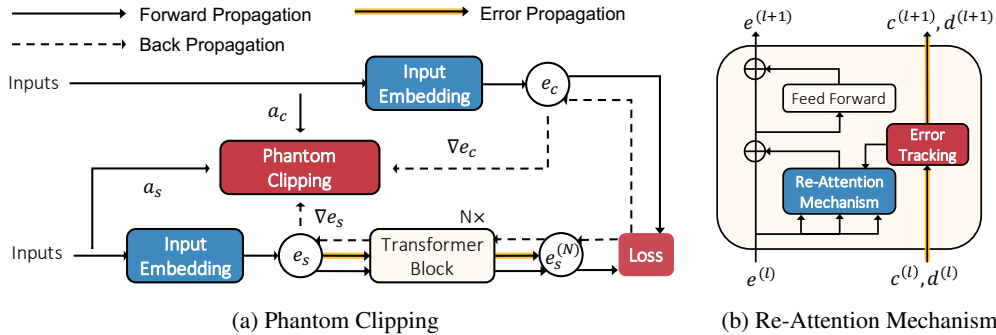 Forward Propagation
Error Propagation
Back Propagation
Inputs
Input
Embedding
e_c
a_c
∇e_c
Phantom
Clipping
a_s
∇e_s
N×
Inputs
Input
Embedding
e_s
Transformer
Block
e_s^{(N)}
Loss
(a) Phantom Clipping
e^{(l+1)}
c^{(l+1)}, d^{(l+1)}
Feed Forward
Error
Tracking
Re-Attention
Mechanism
e^{(l)}
c^{(l)}, d^{(l)}
(b) Re-Attention Mechanism